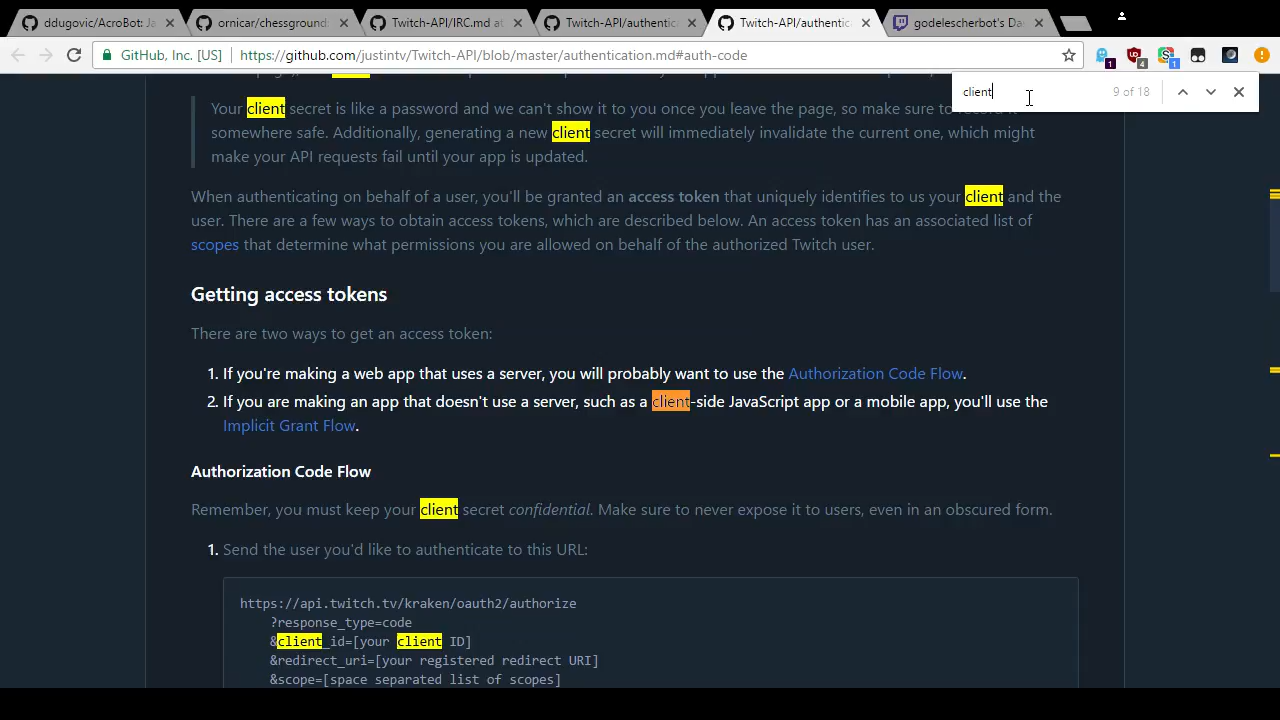 ddugovic/AcroBot: Ja
ornicar/chessground:
Twitch-API/IRC.md at
Twitch-API/authentic
Twitch-API/authentic
godelescherbot's Das
GitHub, Inc. [US]
https://github.com/justintv/Twitch-API/blob/master/authentication.md#auth-code
1
4
1
client
9 of 18
Your client secret is like a password and we can't show it to you once you leave the page, so make sure to record it
somewhere safe. Additionally, generating a new client secret will immediately invalidate the current one, which might
make your API requests fail until your app is updated.
When authenticating on behalf of a user, you'll be granted an access token that uniquely identifies to us your client and the
user. There are a few ways to obtain access tokens, which are described below. An access token has an associated list of
scopes that determine what permissions you are allowed on behalf of the authorized Twitch user.
Getting access tokens
There are two ways to get an access token:
1. If you're making a web app that uses a server, you will probably want to use the Authorization Code Flow.
2. If you are making an app that doesn't use a server, such as a client-side JavaScript app or a mobile app, you'll use the
Implicit Grant Flow.
Authorization Code Flow
Remember, you must keep your client secret confidential. Make sure to never expose it to users, even in an obscured form.
1. Send the user you'd like to authenticate to this URL:
https://api.twitch.tv/kraken/oauth2/authorize
?response_type=code
&client_id=[your client ID]
&redirect_uri=[your registered redirect URI]
&scope=[space separated list of scopes]